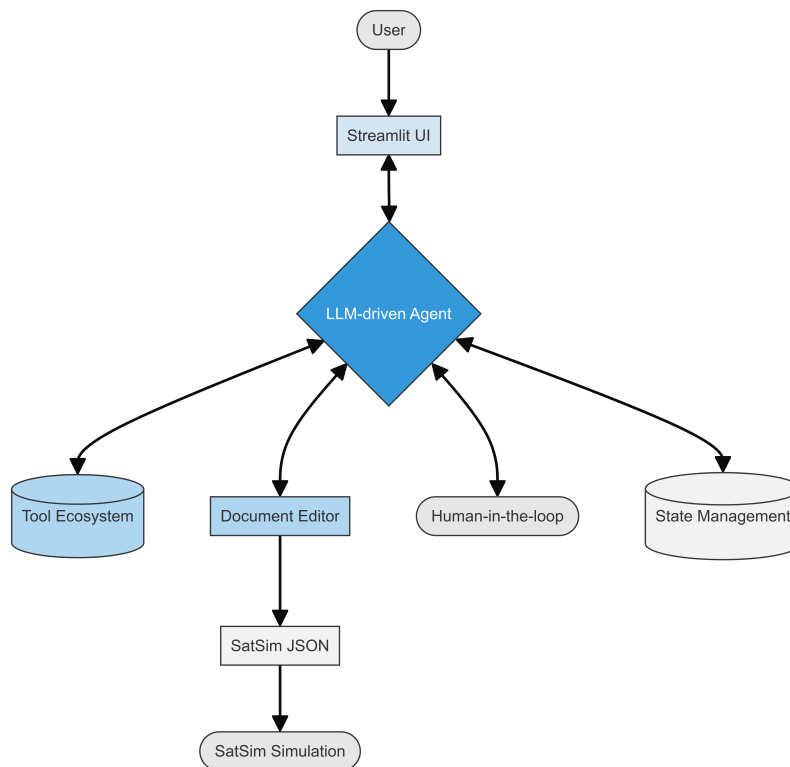 User
Streamlit UI
LLM-driven Agent
Tool Ecosystem
Document Editor
Human-in-the-loop
State Management
SatSim JSON
SatSim Simulation